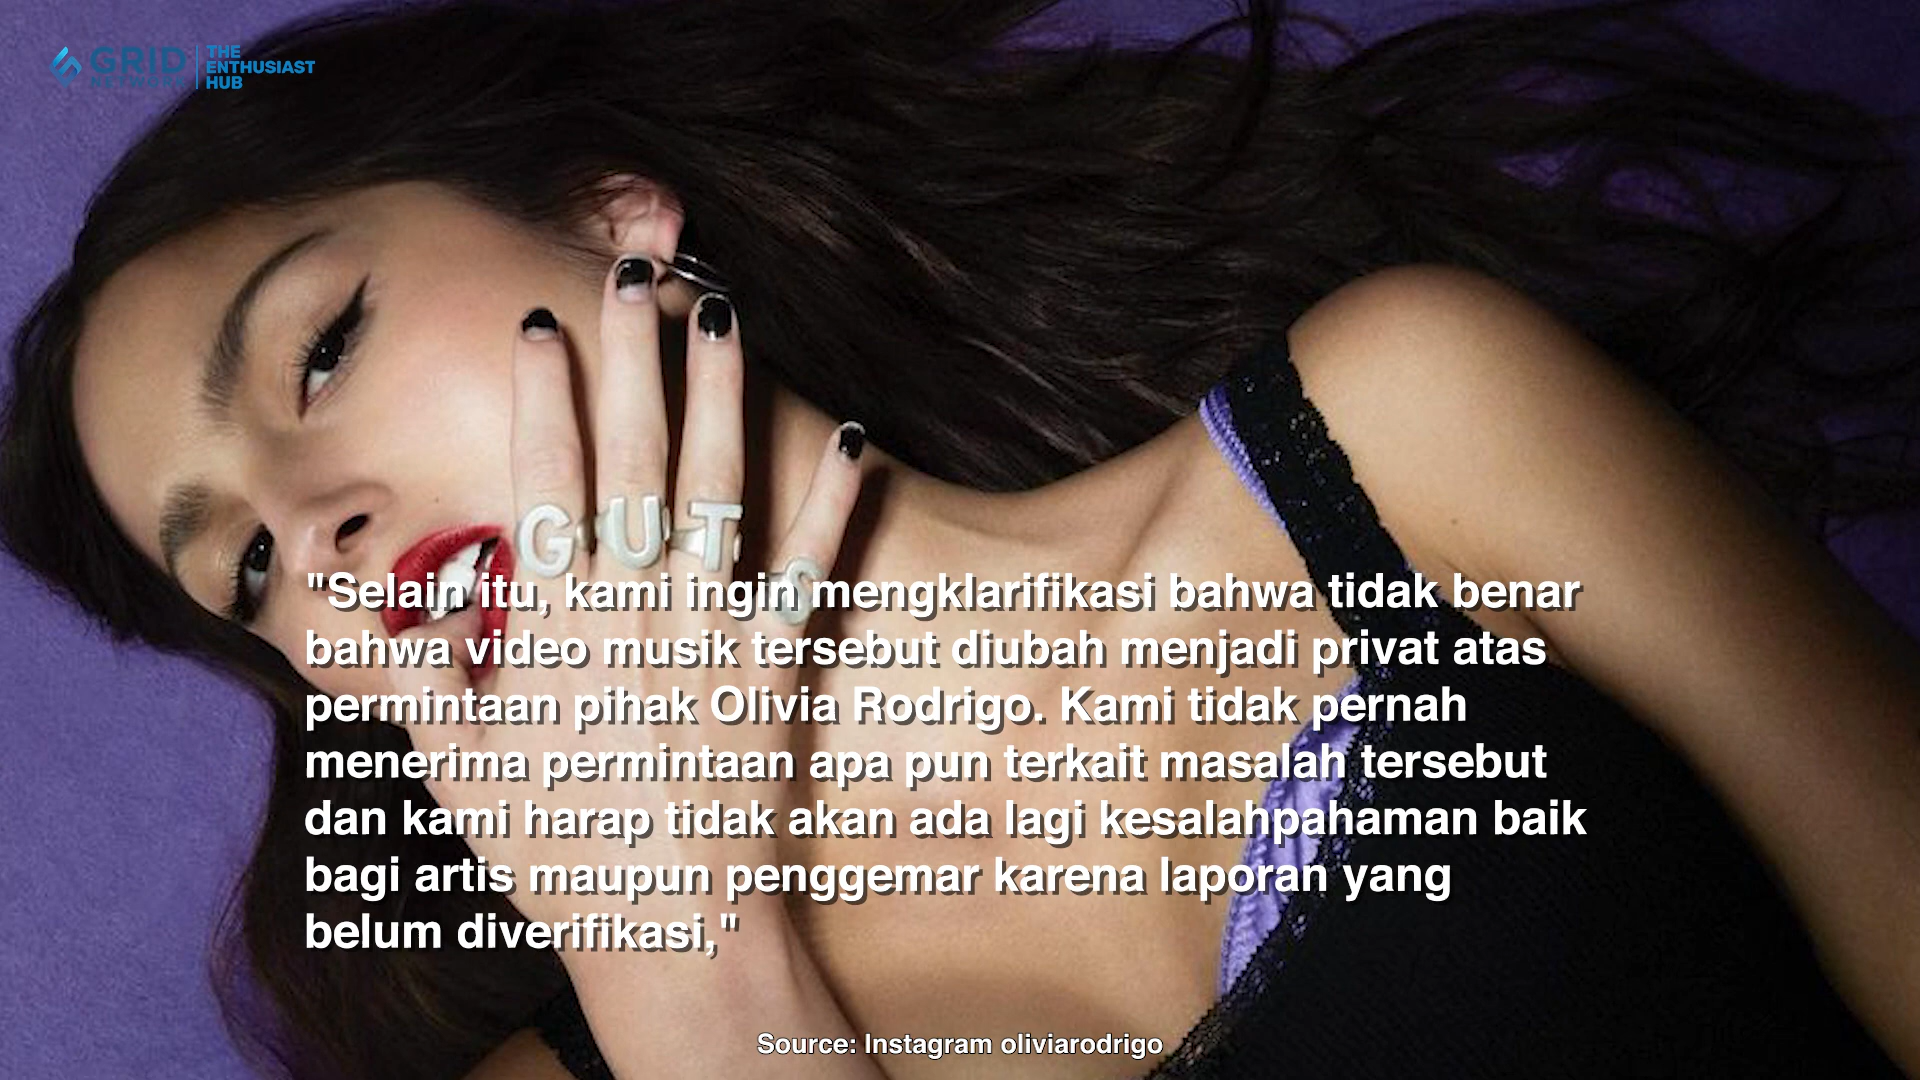 GRID
NETWORK
THE
ENTHUSIAST
HUB
GUTS
"Selain itu, kami ingin mengklarifikasi bahwa tidak benar
bahwa video musik tersebut diubah menjadi privat atas
permintaan pihak Olivia Rodrigo. Kami tidak pernah
menerima permintaan apa pun terkait masalah tersebut
dan kami harap tidak akan ada lagi kesalahpahaman baik
bagi artis maupun penggemar karena laporan yang
belum diverifikasi,"
Source: Instagram oliviarodrigo